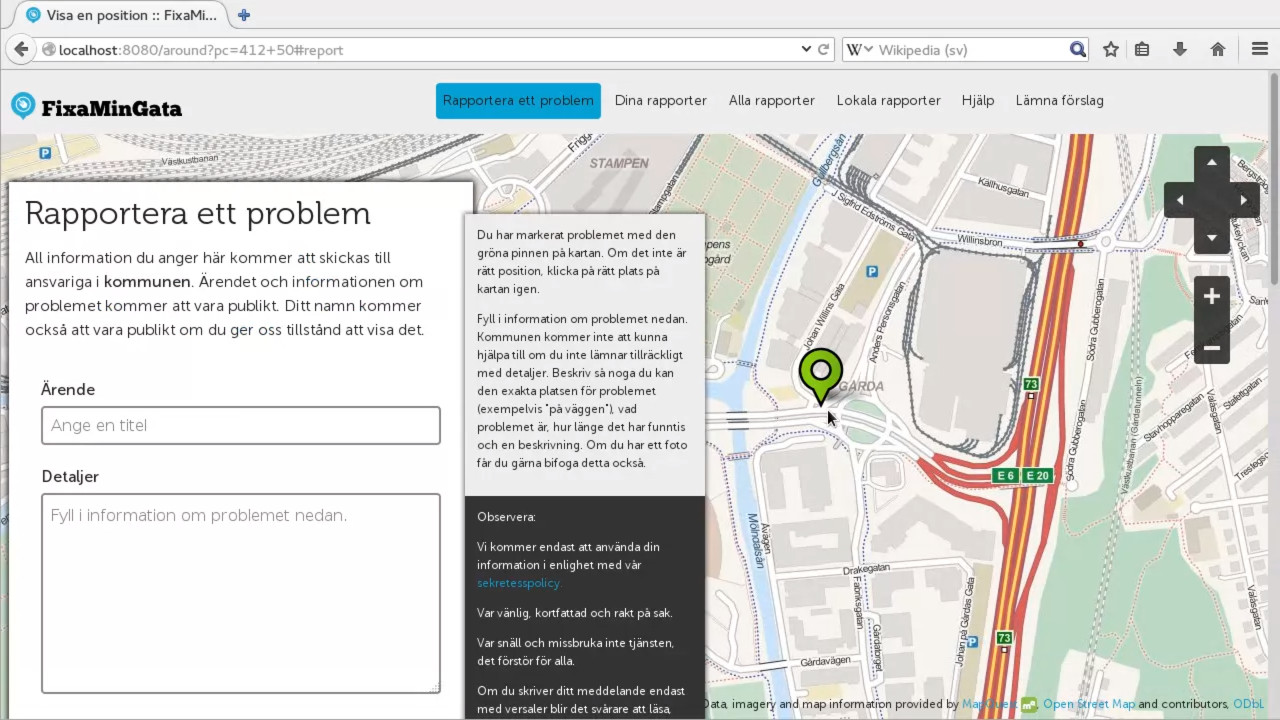 Visa en position :: FixaMi...
localhost:8080/around?pc=412+50#report
Wikipedia (sv)
FixaMinGata
Rapportera ett problem
Dina rapporter
Alla rapporter
Lokala rapporter
Hjälp
Lämna förslag
Rapportera ett problem
All information du anger här kommer att skickas till
ansvariga i kommunen. Ärendet och informationen om
problemet kommer att vara publikt. Ditt namn kommer
också att vara publikt om du ger oss tillstånd att visa det.
Ärende
Ange en titel
Detaljer
Fyll i information om problemet nedan.
Du har markerat problemet med den
gröna pinnen på kartan. Om det inte är
rätt position, klicka på rätt plats på
kartan igen.
Fyll i information om problemet nedan.
Kommunen kommer inte att kunna
hjälpa till om du inte lämnar tillräckligt
med detaljer. Beskriv så noga du kan
den exakta platsen för problemet
(exempelvis "på väggen"), vad
problemet är, hur länge det har funntis
och en beskrivning. Om du har ett foto
får du gärna bifoga detta också.
Observera:
Vi kommer endast att använda din
information i enlighet med vår
sekretesspolicy.
Var vänlig, kortfattad och rakt på sak.
Var snäll och missbruka inte tjänsten,
det förstör för alla.
Om du skriver ditt meddelande endast
med versaler blir det svårare att läsa,
P
Västkustbanan
STAMPEN
Gullbergsån
Sigfrid Edströms Gata
Källhusgatan
Willinsbron
P
Johan Willins Gata
Anders Personsgatan
GÅRDA
Södra Gubberogatan
Södra Gubberogatan
73
E 6
E 20
Västkustbanan (Gårdatunneln)
Slavhopparegatan
Stafettgatan
Valåsgatan
Valåsgatan
Mölndalsån
Åvägen
Drakegatan
Fabriksgatan
Gårdatorget
Gårdavägen
Johan på Gårdas Gata
P
73
Data, imagery and map information provided by MapQuest, Open Street Map and contributors, ODbL